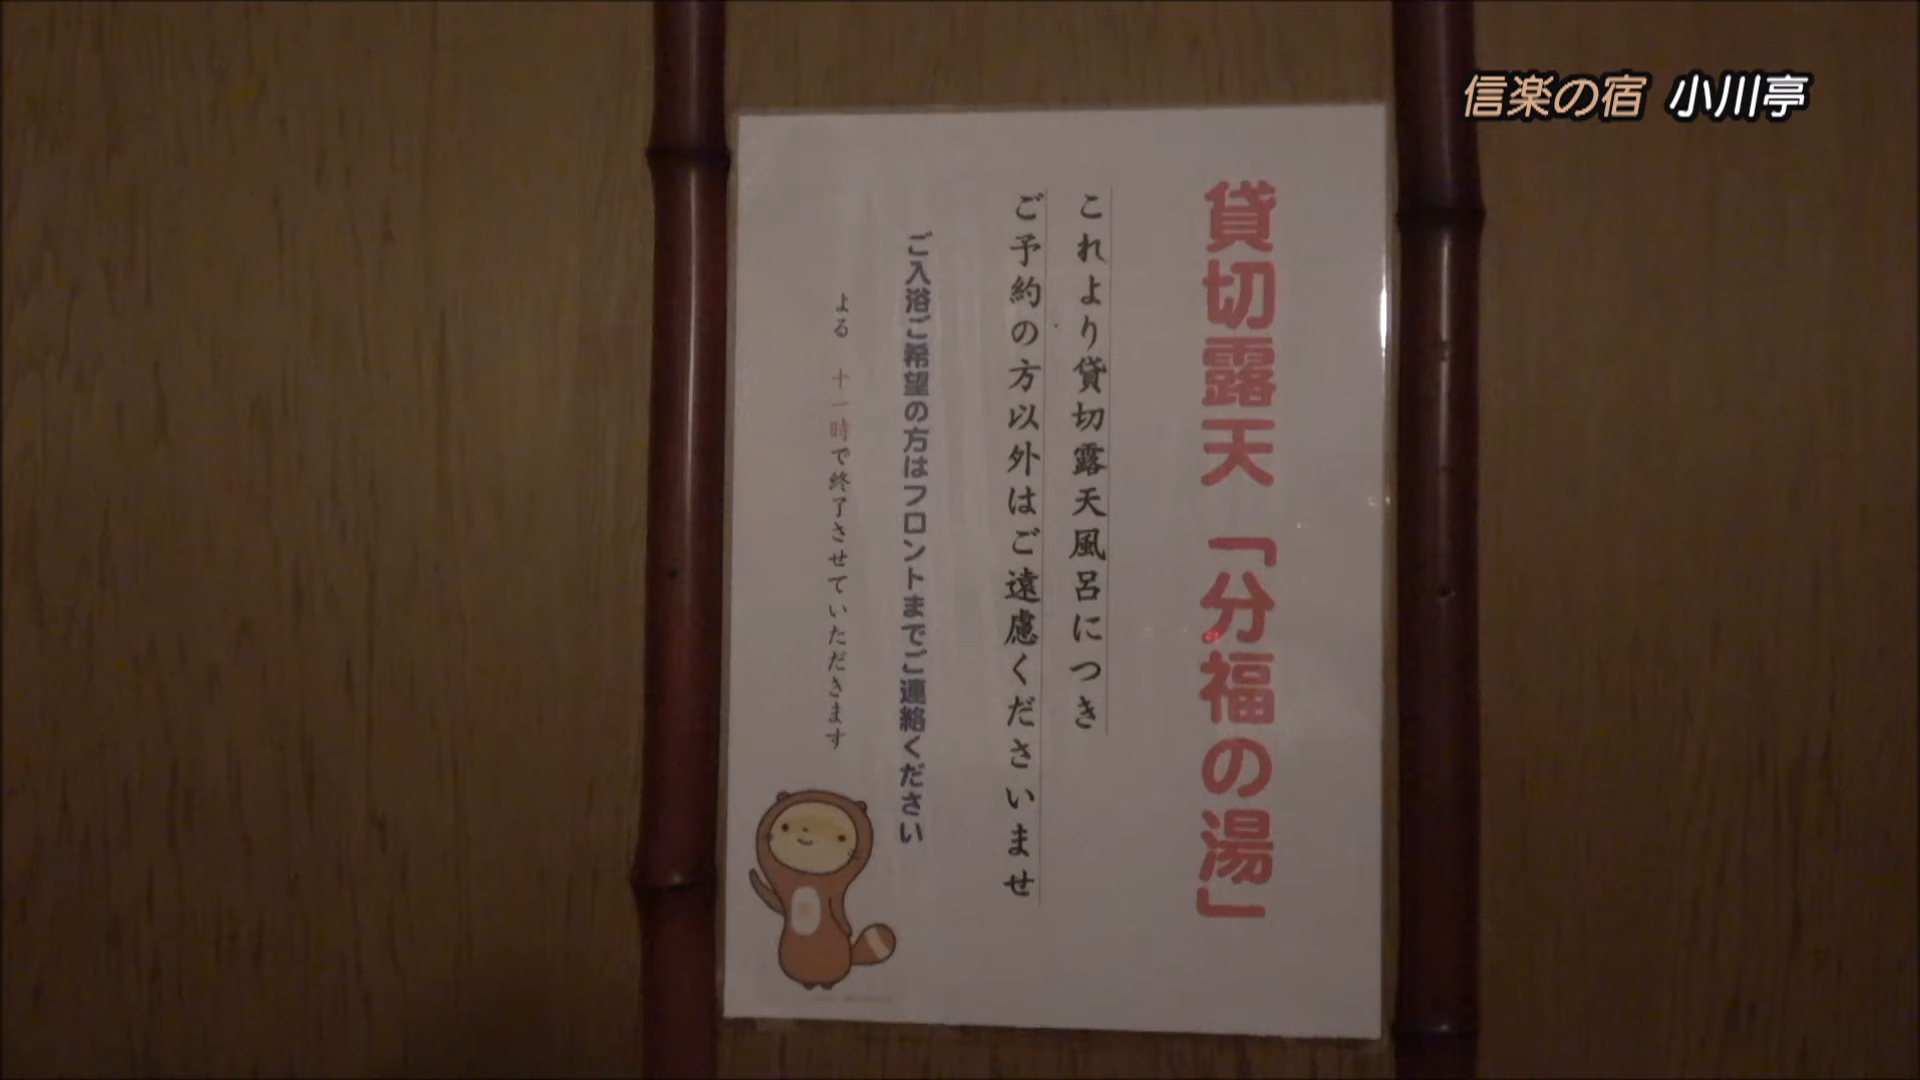 信楽の宿 小川亭
貸切露天「分福の湯」
これより貸切露天風呂につき
ご予約の方以外はご遠慮くださいませ
ご入浴ご希望の方はフロントまでご連絡ください
よる 十一時で終了させていただきます